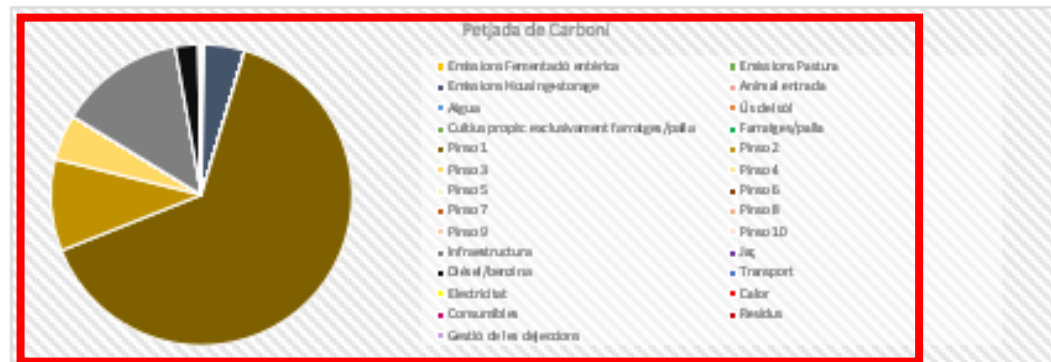 Petjada de Carboni
Emissions Fementació entèrica
Emissions Pastura
Emissions Housing+storage
Animal entrada
Aigua
Ús del sòl
Cultius propis: exclusivament farratges/palla
Farratges/palla
Pinso 1
Pinso 2
Pinso 3
Pinso 4
Pinso 5
Pinso 6
Pinso 7
Pinso 8
Pinso 9
Pinso 10
Infraestructura
Jaç
Dièsel/benzina
Transport
Electricitat
Calor
Consumibles
Residus
Gestió de les dejeccions